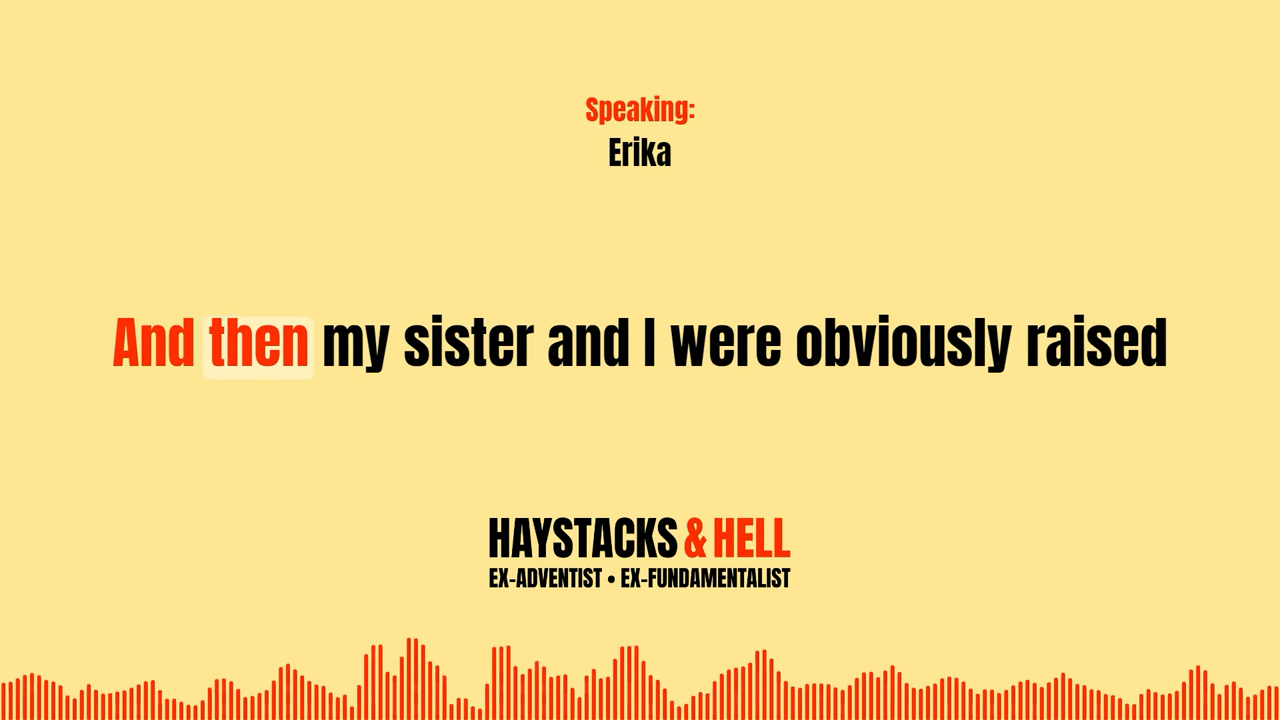 Speaking:
Erika
And then my sister and I were obviously raised
HAYSTACKS & HELL
EX-ADVENTIST • EX-FUNDAMENTALIST